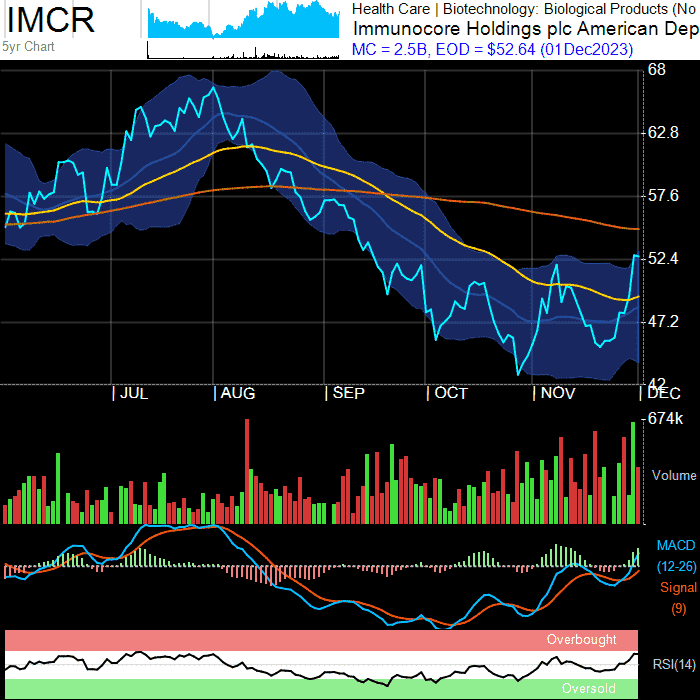 IMCR
5yr Chart
Health Care | Biotechnology: Biological Products (No
Immunocore Holdings plc American Dep
MC = 2.5B, EOD = $52.64 (01Dec2023)
68
62.8
57.6
52.4
47.2
42
JUL AUG SEP OCT NOV DEC
674k
Volume
MACD
(12-26)
Signal
(9)
Overbought
RSI(14)
Oversold